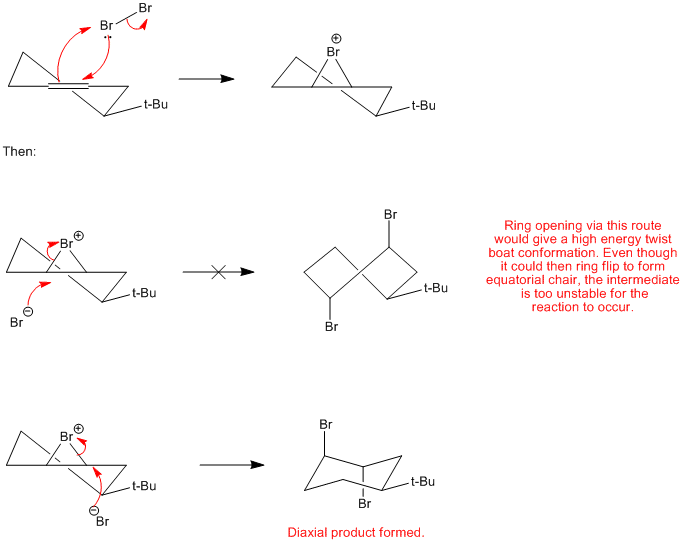 Br
Br
t-Bu
Br
⊕
t-Bu
Then:
Br
⊕
t-Bu
Br
⊖
Br
t-Bu
Br
Ring opening via this route
would give a high energy twist
boat conformation. Even though
it could then ring flip to form
equatorial chair, the intermediate
is too unstable for the
reaction to occur.
Br
⊕
t-Bu
⊖
Br
Br
t-Bu
Br
Diaxial product formed.